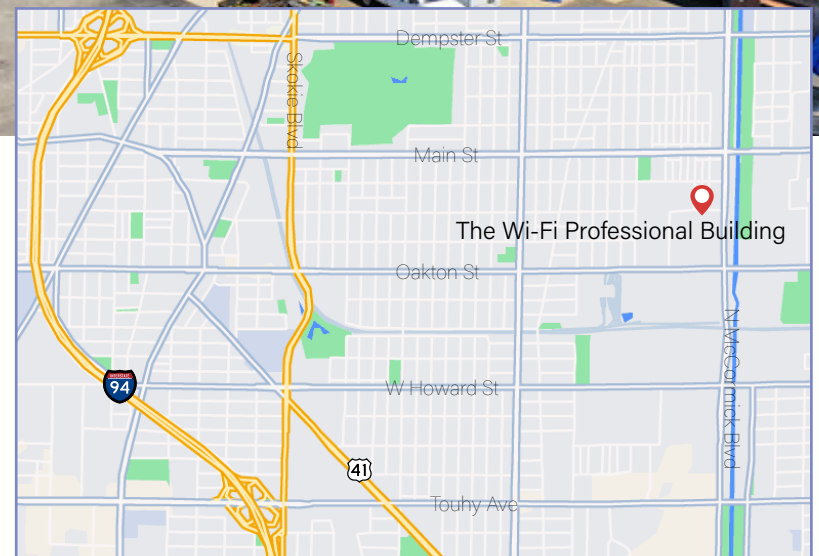 Dempster St
Skokie Blvd
Main St
The Wi-Fi Professional Building
Oakton St
N McCormick Blvd
INTERSTATE
94
W Howard St
41
Touhy Ave